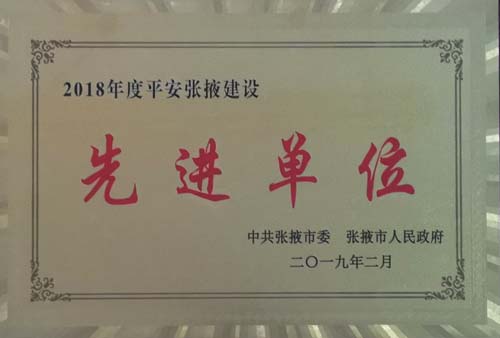 2018年度平安张掖建设
先进单位
中共张掖市委 张掖市人民政府
二〇一九年二月